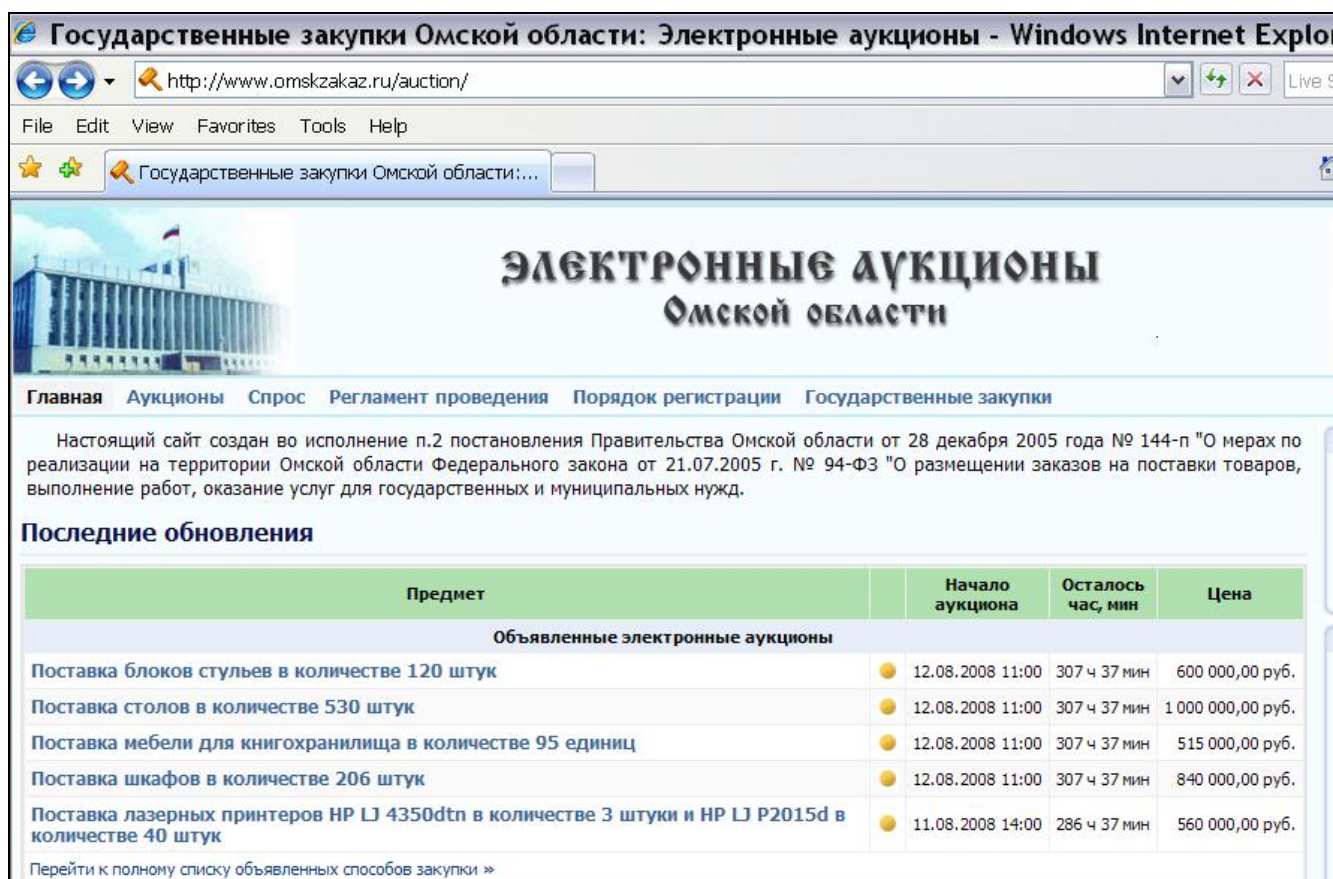 Государственные закупки Омской области: Электронные аукционы - Windows Internet Explo
http://www.omskzakaz.ru/auction/
Live S
File Edit View Favorites Tools Help
Государственные закупки Омской области:...
ЭЛЕКТРОННЫЕ АУКЦИОНЫ
Омской области
Главная Аукционы Спрос Регламент проведения Порядок регистрации Государственные закупки
Настоящий сайт создан во исполнение п.2 постановления Правительства Омской области от 28 декабря 2005 года № 144-п "О мерах по
реализации на территории Омской области Федерального закона от 21.07.2005 г. № 94-ФЗ "О размещении заказов на поставки товаров,
выполнение работ, оказание услуг для государственных и муниципальных нужд.
Последние обновления
Предмет Начало аукциона Осталось час, мин Цена
Объявленные электронные аукционы
Поставка блоков стульев в количестве 120 штук 12.08.2008 11:00 307 ч 37 мин 600 000,00 руб.
Поставка столов в количестве 530 штук 12.08.2008 11:00 307 ч 37 мин 1 000 000,00 руб.
Поставка мебели для книгохранилища в количестве 95 единиц 12.08.2008 11:00 307 ч 37 мин 515 000,00 руб.
Поставка шкафов в количестве 206 штук 12.08.2008 11:00 307 ч 37 мин 840 000,00 руб.
Поставка лазерных принтеров HP LJ 4350dtn в количестве 3 штуки и HP LJ P2015d в
количестве 40 штук 11.08.2008 14:00 286 ч 37 мин 560 000,00 руб.
Перейти к полному списку объявленных способов закупки »